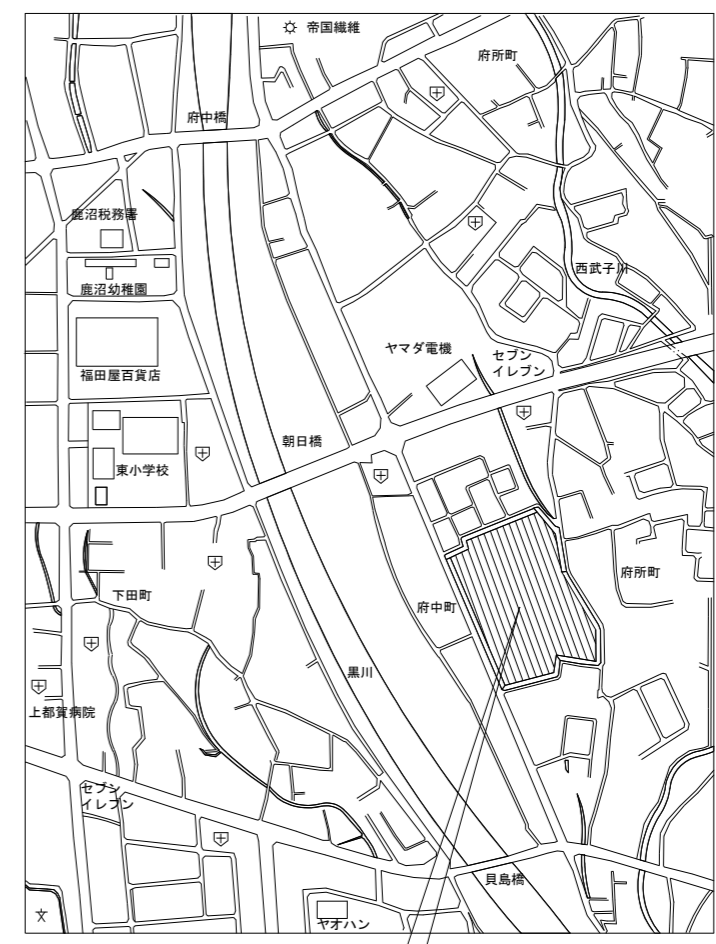 帝国繊維
府所町
府中橋
鹿沼税務署
西武子川
鹿沼幼稚園
ヤマダ電機
セブン
イレブン
福田屋百貨店
朝日橋
東小学校
府所町
下田町
府中町
黒川
上都賀病院
セブン
イレブン
貝島橋
文
ヤオハン